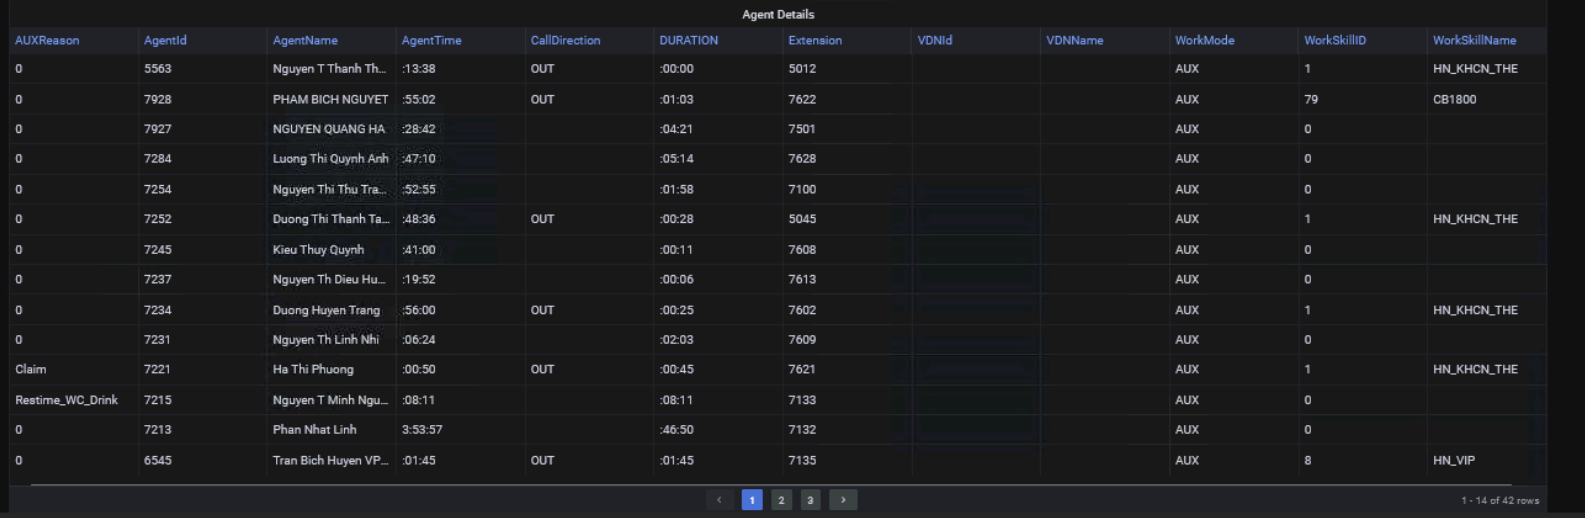 Agent Details
AUXReason AgentId AgentName AgentTime CallDirection DURATION Extension VDNId VDNName WorkMode WorkSkillID WorkSkillName
0 5563 Nguyen T Thanh Th... :13:38 OUT :00:00 5012 AUX 1 HN_KHCN_THE
0 7928 PHAM BICH NGUYET :55:02 OUT :01:03 7622 AUX 79 CB1800
0 7927 NGUYEN QUANG HA :28:42 :04:21 7501 AUX 0
0 7284 Luong Thi Quynh Anh :47:10 :05:14 7628 AUX 0
0 7254 Nguyen Thi Thu Tra... :52:55 :01:58 7100 AUX 0
0 7252 Duong Thi Thanh Ta... :48:36 OUT :00:28 5045 AUX 1 HN_KHCN_THE
0 7245 Kieu Thuy Quynh :41:00 :00:11 7608 AUX 0
0 7237 Nguyen Th Dieu Hu... :19:52 :00:06 7613 AUX 0
0 7234 Duong Huyen Trang :56:00 OUT :00:25 7602 AUX 1 HN_KHCN_THE
0 7231 Nguyen Th Linh Nhi :06:24 :02:03 7609 AUX 0
Claim 7221 Ha Thi Phuong :00:50 OUT :00:45 7621 AUX 1 HN_KHCN_THE
Restime_WC_Drink 7215 Nguyen T Minh Ngu... :08:11 :08:11 7133 AUX 0
0 7213 Phan Nhat Linh 3:53:57 :46:50 7132 AUX 0
0 6545 Tran Bich Huyen VP... :01:45 OUT :01:45 7135 AUX 8 HN_VIP
< 1 2 3 > 1 - 14 of 42 rows